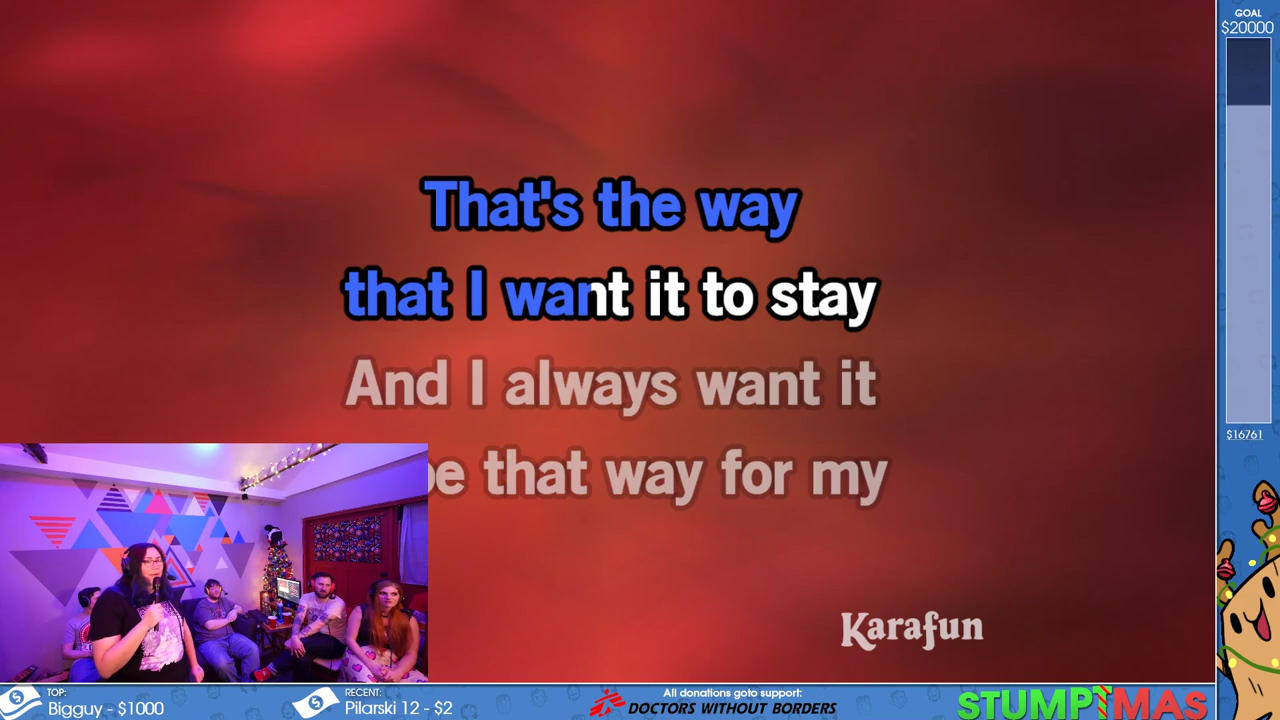 GOAL
$20000
That's the way
that I want it to stay
And I always want it
be that way for my
$16761
Karafun
TOP:
Bigguy - $1000
RECENT:
Pilarski 12 - $2
All donations goto support:
DOCTORS WITHOUT BORDERS
STUMPTMAS